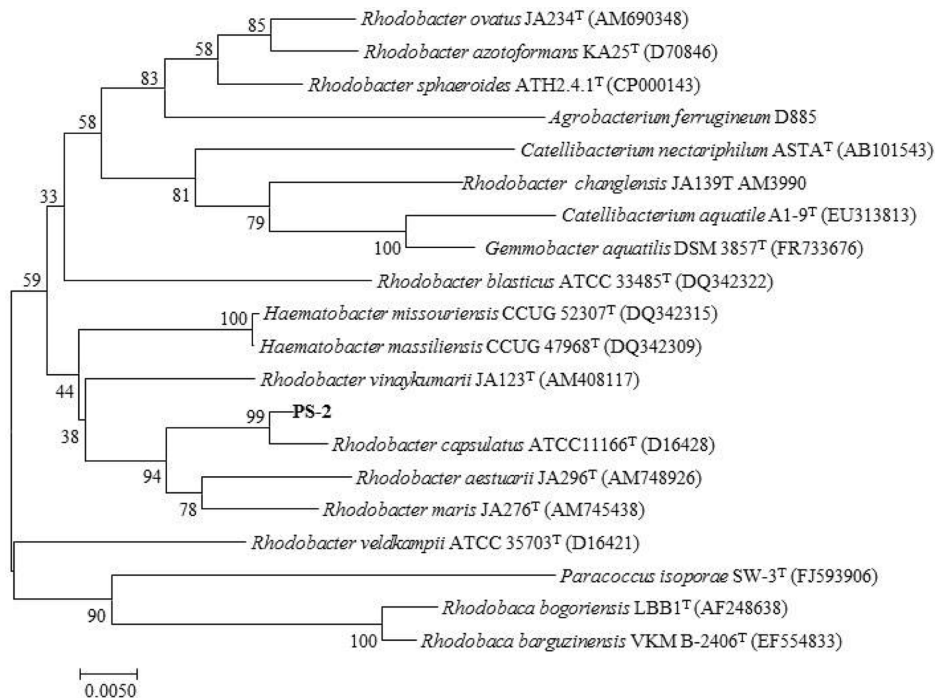 85
Rhodobacter ovatus JA234ᵀ (AM690348)
58
Rhodobacter azotoformans KA25ᵀ (D70846)
83
Rhodobacter sphaeroides ATH2.4.1ᵀ (CP000143)
58
Agrobacterium ferrugineum D885
Catellibacterium nectariphilum ASTAᵀ (AB101543)
33
81
Rhodobacter changlensis JA139T AM3990
79
Catellibacterium aquatile A1-9ᵀ (EU313813)
100
Gemmobacter aquatilis DSM 3857ᵀ (FR733676)
59
Rhodobacter blasticus ATCC 33485ᵀ (DQ342322)
100
Haematobacter missouriensis CCUG 52307ᵀ (DQ342315)
Haematobacter massiliensis CCUG 47968ᵀ (DQ342309)
44
Rhodobacter vinaykumarii JA123ᵀ (AM408117)
99
PS-2
38
Rhodobacter capsulatus ATCC11166ᵀ (D16428)
94
Rhodobacter aestuarii JA296ᵀ (AM748926)
78
Rhodobacter maris JA276ᵀ (AM745438)
Rhodobacter veldkampii ATCC 35703ᵀ (D16421)
Paracoccus isoporae SW-3ᵀ (FJ593906)
90
Rhodobaca bogoriensis LBB1ᵀ (AF248638)
100
Rhodobaca barguzinensis VKM B-2406ᵀ (EF554833)
0.0050